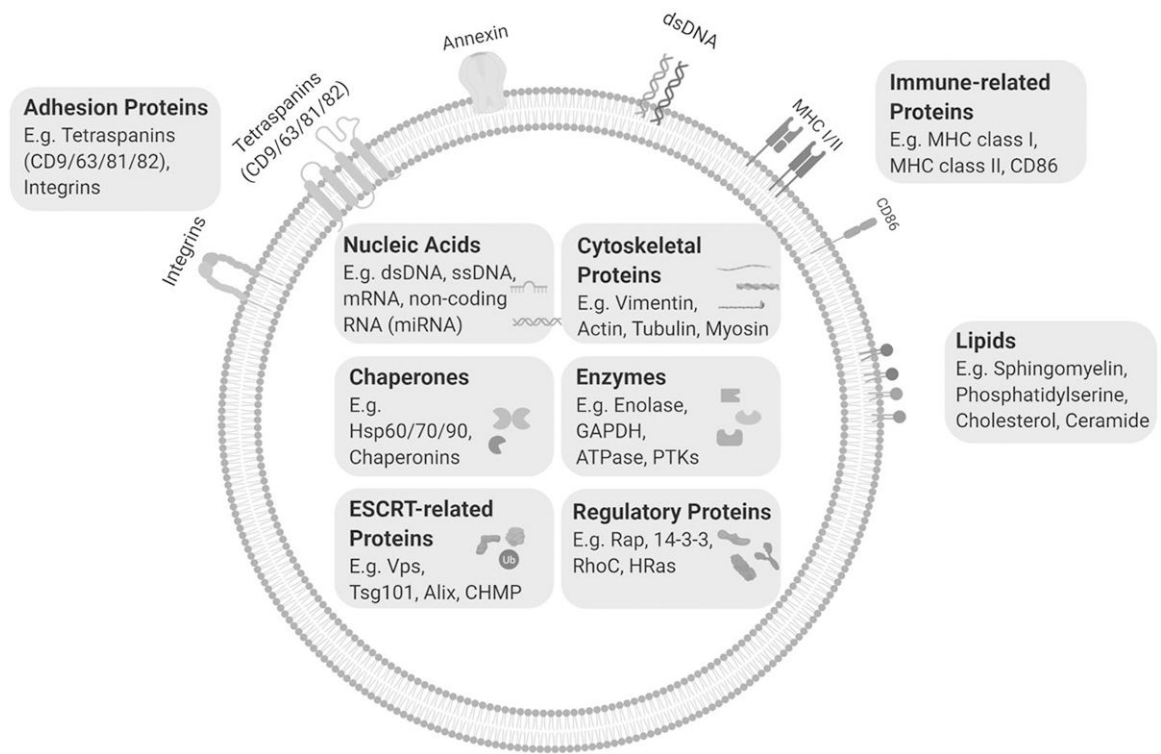 Annexin
dsDNA
Tetraspanins
(CD9/63/81/82)
MHC I/II
CD86
Integrins
Adhesion Proteins
E.g. Tetraspanins
(CD9/63/81/82),
Integrins
Immune-related
Proteins
E.g. MHC class I,
MHC class II, CD86
Nucleic Acids
E.g. dsDNA, ssDNA,
mRNA, non-coding
RNA (miRNA)
Cytoskeletal
Proteins
E.g. Vimentin,
Actin, Tubulin, Myosin
Lipids
E.g. Sphingomyelin,
Phosphatidylserine,
Cholesterol, Ceramide
Chaperones
E.g.
Hsp60/70/90,
Chaperonins
Enzymes
E.g. Enolase,
GAPDH,
ATPase, PTKs
ESCRT-related
Proteins
E.g. Vps,
Tsg101, Alix, CHMP
Ub
Regulatory Proteins
E.g. Rap, 14-3-3,
RhoC, HRas